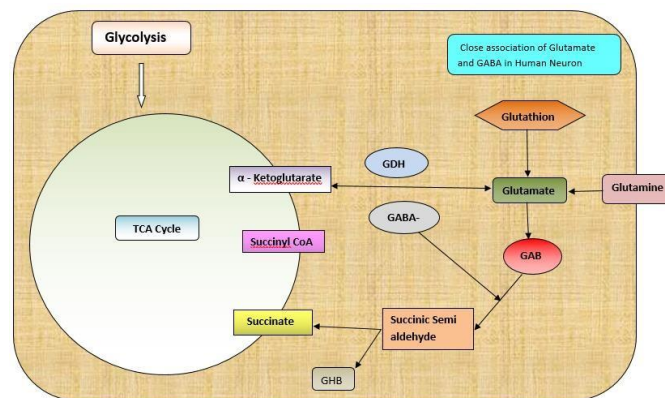 Glycolysis
Close association of Glutamate
and GABA in Human Neuron
Glutathion
GDH
α - Ketoglutarate
Glutamate
Glutamine
GABA-
TCA Cycle
Succinyl CoA
GAB
Succinate
Succinic Semi
aldehyde
GHB